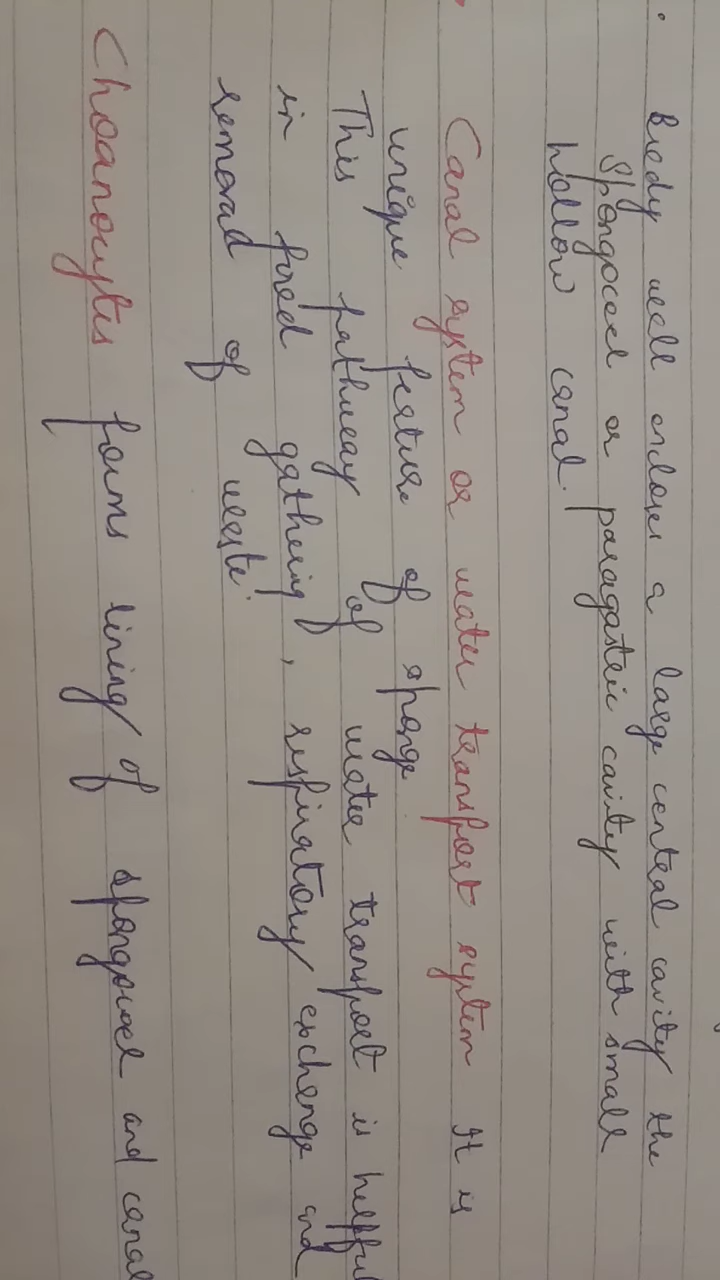 Body wall encloses a large central cavity the
Spongocoel or paragastric cavity with small
hollow canal.
Canal system or water transport system It is
unique feature of sponge
This pathway of water transport is helpful
in food gathering, respiratory exchange and
removal of waste.
Choanocytes forms lining of spongocoel and canal